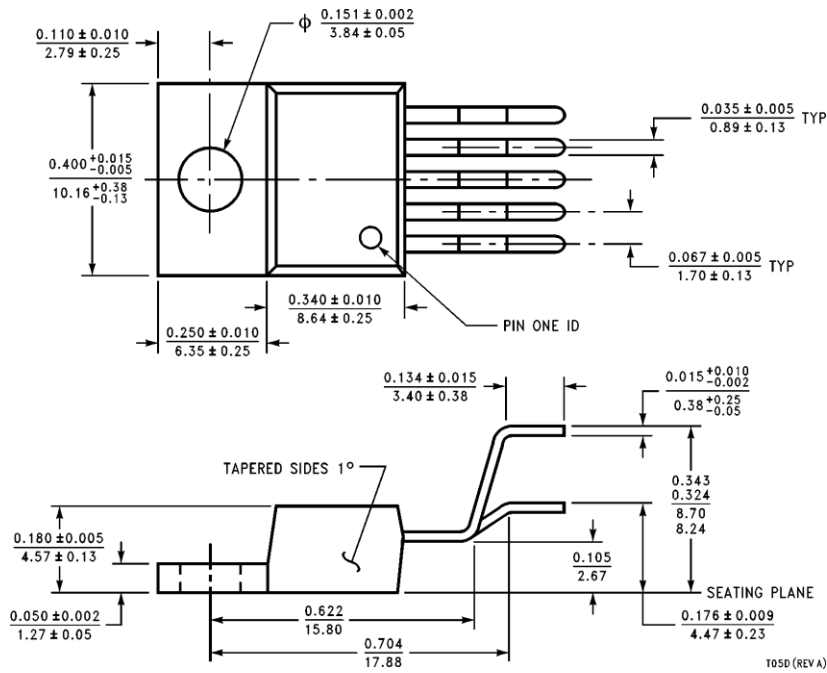 0.151 ± 0.002
ϕ
3.84 ± 0.05
0.110 ± 0.010
2.79 ± 0.25
0.035 ± 0.005
TYP
0.89 ± 0.13
0.400 +0.015 -0.005
10.16 +0.38 -0.13
0.067 ± 0.005
TYP
1.70 ± 0.13
0.340 ± 0.010
8.64 ± 0.25
PIN ONE ID
0.250 ± 0.010
6.35 ± 0.25
0.134 ± 0.015
3.40 ± 0.38
0.015 +0.010 -0.002
0.38 +0.25 -0.05
TAPERED SIDES 1°
0.343
0.324
8.70
8.24
0.180 ± 0.005
4.57 ± 0.13
0.105
2.67
SEATING PLANE
0.050 ± 0.002
1.27 ± 0.05
0.622
15.80
0.176 ± 0.009
4.47 ± 0.23
0.704
17.88
T05D (REV A)